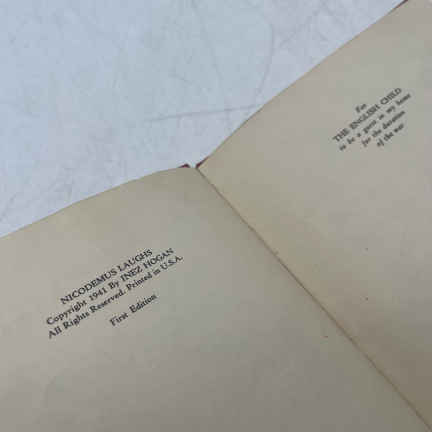 NICODEMUS LAUGHS
Copyright 1941 By INEZ HOGAN
All Rights Reserved. Printed in U.S.A.
First Edition
For
THE ENGLISH CHILD
to be a guest in my home
for the duration
of the war